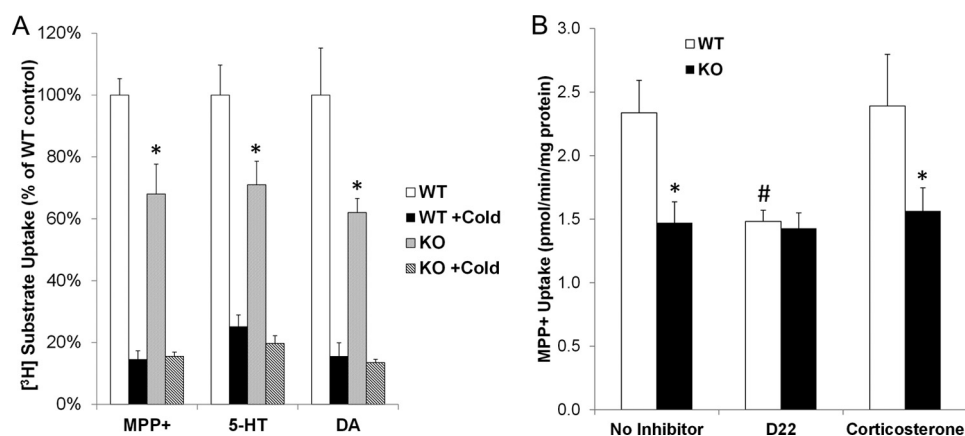 A
[³H] Substrate Uptake (% of WT control)
120%
100%
80%
60%
40%
20%
0%
*
*
*
MPP+
5-HT
DA
WT
WT +Cold
KO
KO +Cold
B
MPP+ Uptake (pmol/min/mg protein)
3.0
2.5
2.0
1.5
1.0
0.5
0.0
WT
KO
*
#
*
No Inhibitor
D22
Corticosterone